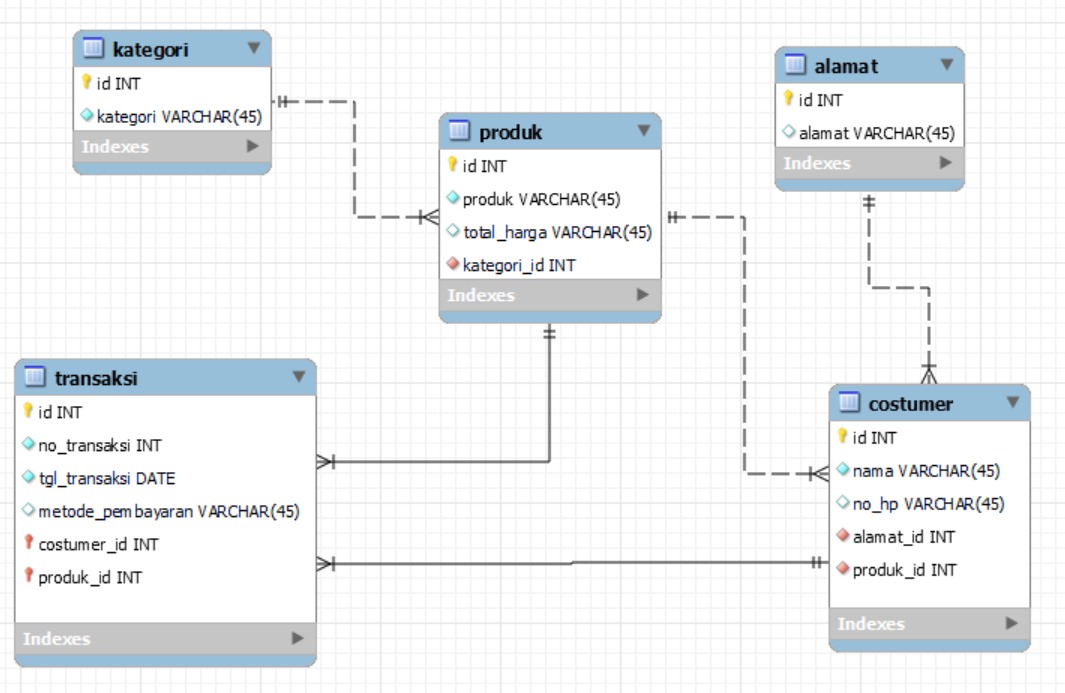 kategori
id INT
kategori VARCHAR(45)
Indexes
alamat
id INT
alamat VARCHAR(45)
Indexes
produk
id INT
produk VARCHAR(45)
total_harga VARCHAR(45)
kategori_id INT
Indexes
transaksi
id INT
no_transaksi INT
tgl_transaksi DATE
metode_pembayaran VARCHAR(45)
costumer_id INT
produk_id INT
Indexes
costumer
id INT
nama VARCHAR(45)
no_hp VARCHAR(45)
alamat_id INT
produk_id INT
Indexes